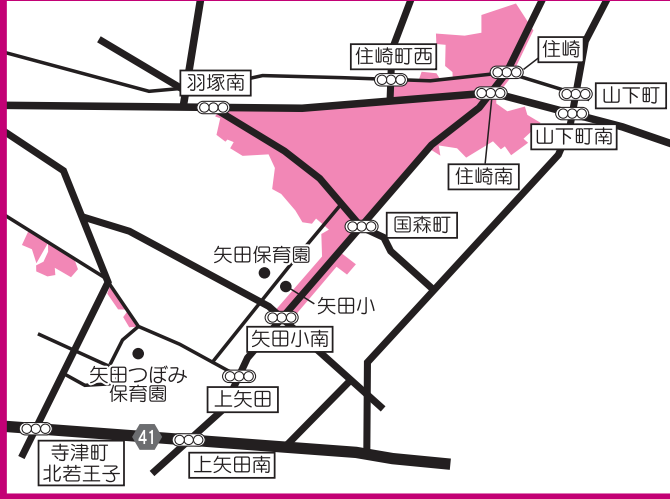 住崎町西
住崎
羽塚南
山下町
山下町南
住崎南
国森町
矢田保育園
矢田小
矢田小南
矢田つぼみ
保育園
上矢田
41
寺津町
北若王子
上矢田南